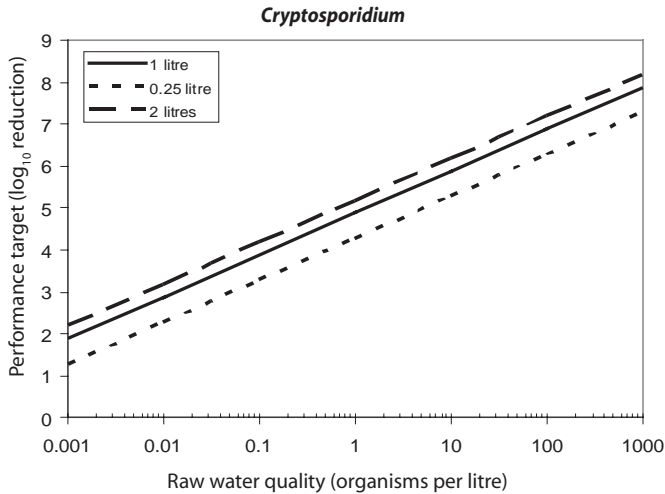 Cryptosporidium
9
8
7
6
5
4
3
2
1
0
1 litre
0.25 litre
2 litres
Performance target (log₁₀ reduction)
0.001 0.01 0.1 1 10 100 1000
Raw water quality (organisms per litre)